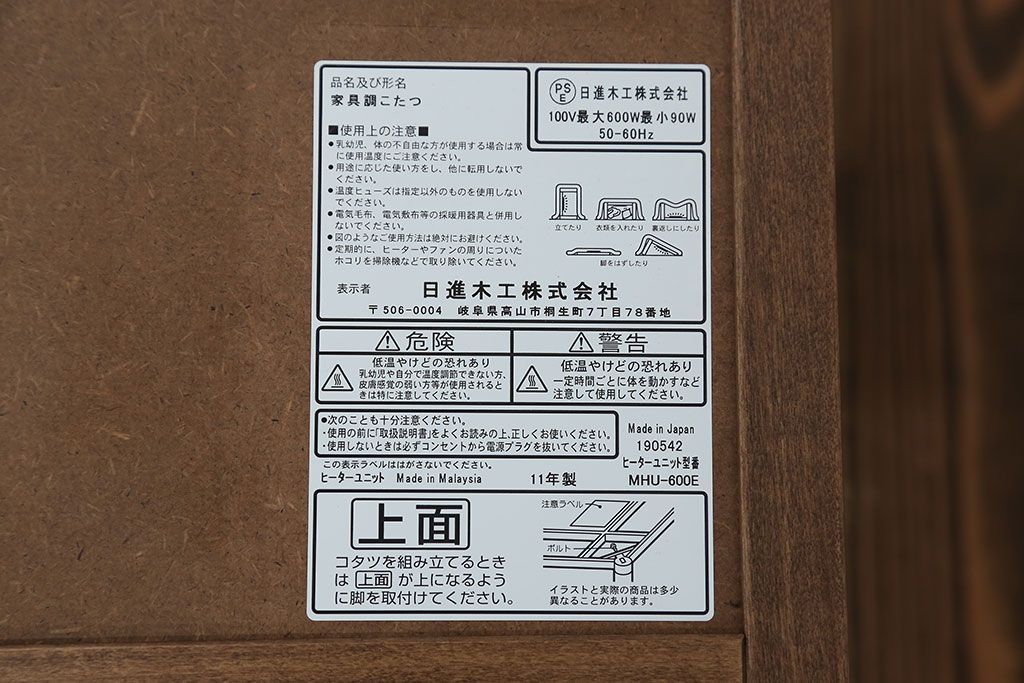 品名及び形名
家具調こたつ
PS
E
日進木工株式会社
100V最大600W最小90W
50-60Hz
■使用上の注意■
●乳幼児、体の不自由な方が使用する場合は常
に使用温度にご注意ください。
●用途に応じた使い方をし、他に転用しないで
ください。
●温度ヒューズは指定以外のものを使用しない
でください。
●電気毛布、電気敷布等の採暖用器具と併用し
ないでください。
●図のようなご使用方法は絶対にお避けください。
●定期的に、ヒーターやファンの周りについた
ホコリを掃除機などで取り除いてください。
立てたり 衣類を入れたり 裏返しにしたり
脚をはずしたり
表示者 日進木工株式会社
〒506-0004 岐阜県高山市桐生町7丁目78番地
危険
低温やけどの恐れあり
乳幼児や自分で温度調節できない方、
皮膚感覚の弱い方等が使用されると
きは特に注意してください。
警告
低温やけどの恐れあり
一定時間ごとに体を動かすなど
注意して使用してください。
●次のことも十分注意ください。
・使用の前に「取扱説明書」をよくお読みの上、正しくお使いください。
・使用しないときは必ずコンセントから電源プラグを抜いてください。
Made in Japan
190542
ヒーターユニット型番
MHU-600E
この表示ラベルははがさないでください。
ヒーターユニット Made in Malaysia 11年製
上面
コタツを組み立てるとき
は 上面 が上になるよう
に脚を取付けてください。
注意ラベル
ボルト
イラストと実際の商品は多少
異なることがあります。